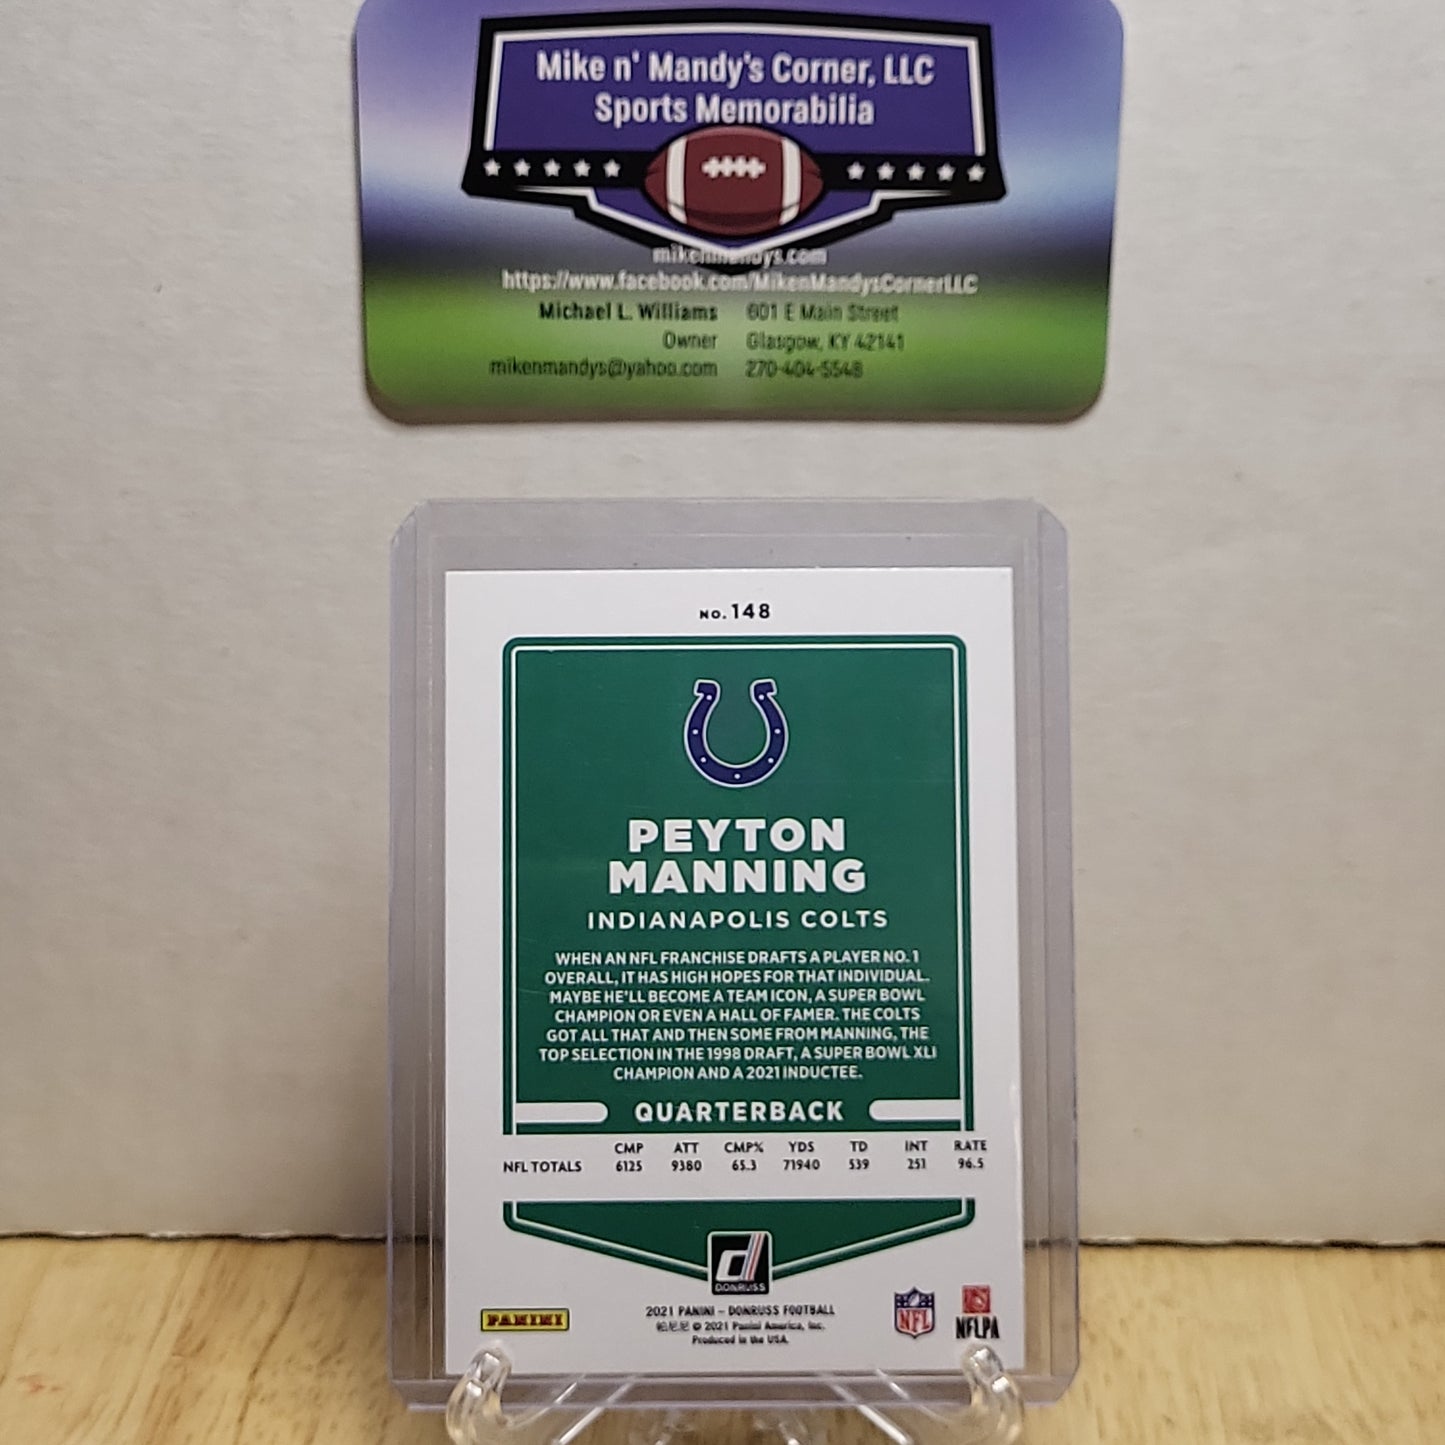 Mike n' Mandy's Corner, LLC
Sports Memorabilia
mikenmandys.com
https://www.facebook.com/MikenMandysCornerLLC
Michael L. Williams
601 E Main Street
Owner
Glasgow, KY 42141
mikenmandys@yahoo.com
270-404-5548
NO. 148
PEYTON
MANNING
INDIANAPOLIS COLTS
WHEN AN NFL FRANCHISE DRAFTS A PLAYER NO. 1
OVERALL, IT HAS HIGH HOPES FOR THAT INDIVIDUAL.
MAYBE HE'LL BECOME A TEAM ICON, A SUPER BOWL
CHAMPION OR EVEN A HALL OF FAMER. THE COLTS
GOT ALL THAT AND THEN SOME FROM MANNING, THE
TOP SELECTION IN THE 1998 DRAFT, A SUPER BOWL XLI
CHAMPION AND A 2021 INDUCTEE.
QUARTERBACK
CMP ATT CMP% YDS TD INT RATE
NFL TOTALS 6125 9380 65.3 71940 539 251 96.5
DONRUSS
PANINI
2021 PANINI – DONRUSS FOOTBALL
帕尼尼 © 2021 Panini America, Inc.
Produced in the USA.
NFL
NFLPA